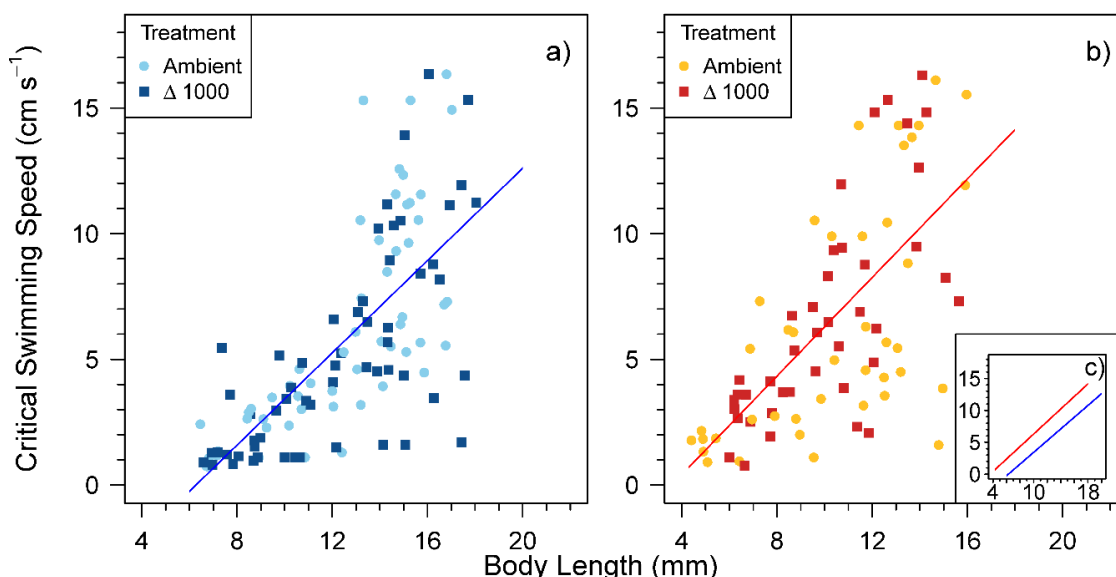 Treatment
Ambient
Δ 1000
a)
Treatment
Ambient
Δ 1000
b)
Critical Swimming Speed (cm s⁻¹)
15
10
5
0
15
10
5
0
c)
15
10
5
0
4 10 20
4 8 12 16 20
4 8 12 16 20
Body Length (mm)